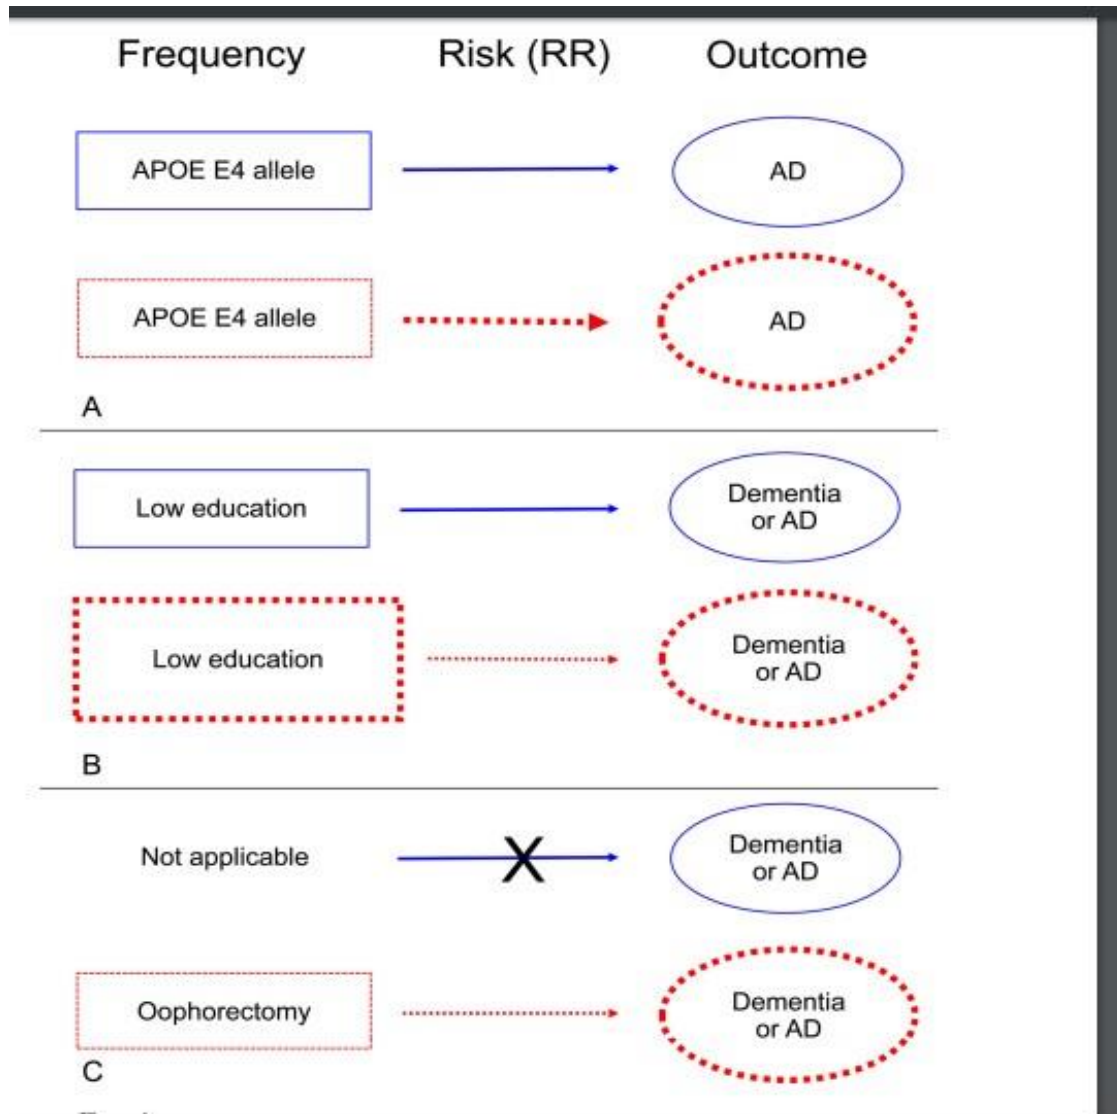 Frequency Risk (RR) Outcome
APOE E4 allele AD
APOE E4 allele AD
A
Low education Dementia
or AD
Low education Dementia
or AD
B
Not applicable X Dementia
or AD
Oophorectomy Dementia
or AD
C